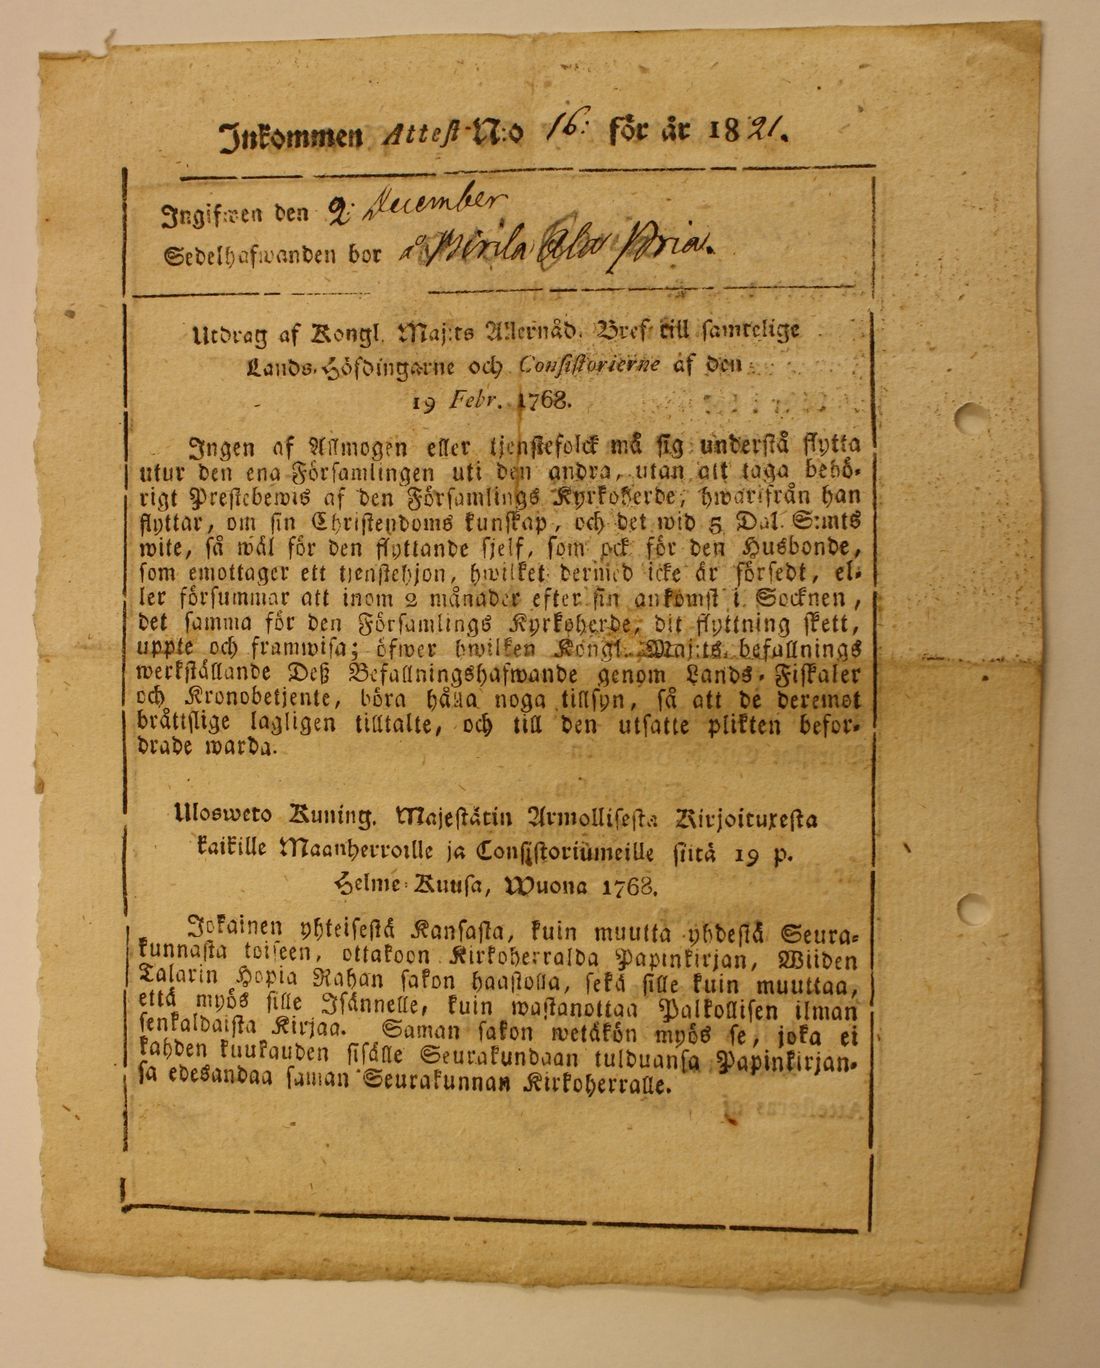 Inkommen Attest N:o 16: för år 1821.
Ingifwen den 2: December
Sedelhafwanden bor
Utdrag af Kongl. Maj:ts Allernåd. Bref till samtelige
Lands-Höfdingarne och Consistorierne af den
19 Febr. 1768.
Ingen af Allmogen eller tjenstefolck må sig understå flytta
utur den ena Församlingen uti den andra, utan att taga behö-
rigt Prestebewis af den Församlings Kyrkoherde, hwarifrån han
flyttar, om sin Christendoms kunskap, och det wid 5 Dal. S:mts
wite, så wäl för den flyttande sjelf, som ock för den Husbonde,
som emottager ett tjenstehjon, hwilket dermed icke är försedt, el-
ler försummar att inom 2 månader efter sin ankomst i Socknen,
det samma för den Församlings Kyrkoherde, dit flyttning skett,
uppte och framwisa; öfwer hwilken Kongl. Maj:ts. befallnings
werkställande Deß Befallningshafwande genom Lands-Fiskaler
och Kronobetjente, böra hålla noga tillsyn, så att de deremot
bråttslige lagligen tilltalte, och till den utsatte plikten befor-
drade warda.
Ulosweto Kuning. Majestätin Armollisesta Kirjoituxesta
kaikille Maanherroille ja Consistoriumeille siitä 19 p.
Helme-Kuusa, Wuona 1768.
Jokainen yhteisestä Kansasta, kuin muutta yhdestä Seura-
kunnasta toiseen, ottakoon Kirkoherralda Papinkirjan, Wiiden
Talarin Hopia Rahan sakon haastolla, sekä sille kuin muuttaa,
että myös sille Isännelle, kuin wastanottaa Palkollisen ilman
senkaldaista Kirjaa. Saman sakon wetäkön myös se, joka ei
kahden kuukauden sisälle Seurakundaan tulduansa Papinkirjan-
sa edesandaa saman Seurakunnan Kirkoherralle.